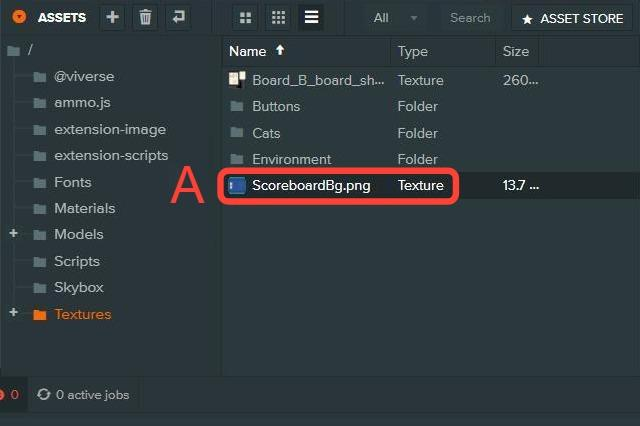 ASSETS
All
Search
★ ASSET STORE
/
@viverse
ammo.js
extension-image
extension-scripts
Fonts
Materials
Models
Scripts
Skybox
Textures
Name Type Size
Board_B_board_sh... Texture 260...
Buttons Folder
Cats Folder
Environment Folder
A ScoreboardBg.png Texture 13.7 ...
0 0 active jobs